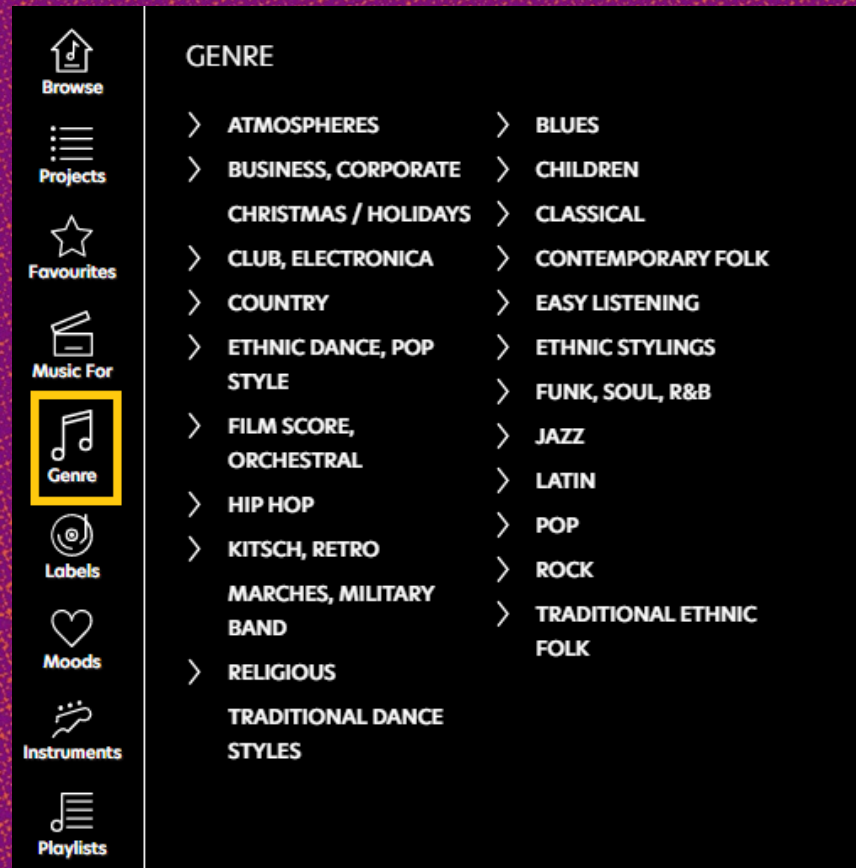 Browse
Projects
Favourites
Music For
Genre
Labels
Moods
Instruments
Playlists
GENRE
ATMOSPHERES
BUSINESS, CORPORATE
CHRISTMAS / HOLIDAYS
CLUB, ELECTRONICA
COUNTRY
ETHNIC DANCE, POP
STYLE
FILM SCORE,
ORCHESTRAL
HIP HOP
KITSCH, RETRO
MARCHES, MILITARY
BAND
RELIGIOUS
TRADITIONAL DANCE
STYLES
BLUES
CHILDREN
CLASSICAL
CONTEMPORARY FOLK
EASY LISTENING
ETHNIC STYLINGS
FUNK, SOUL, R&B
JAZZ
LATIN
POP
ROCK
TRADITIONAL ETHNIC
FOLK